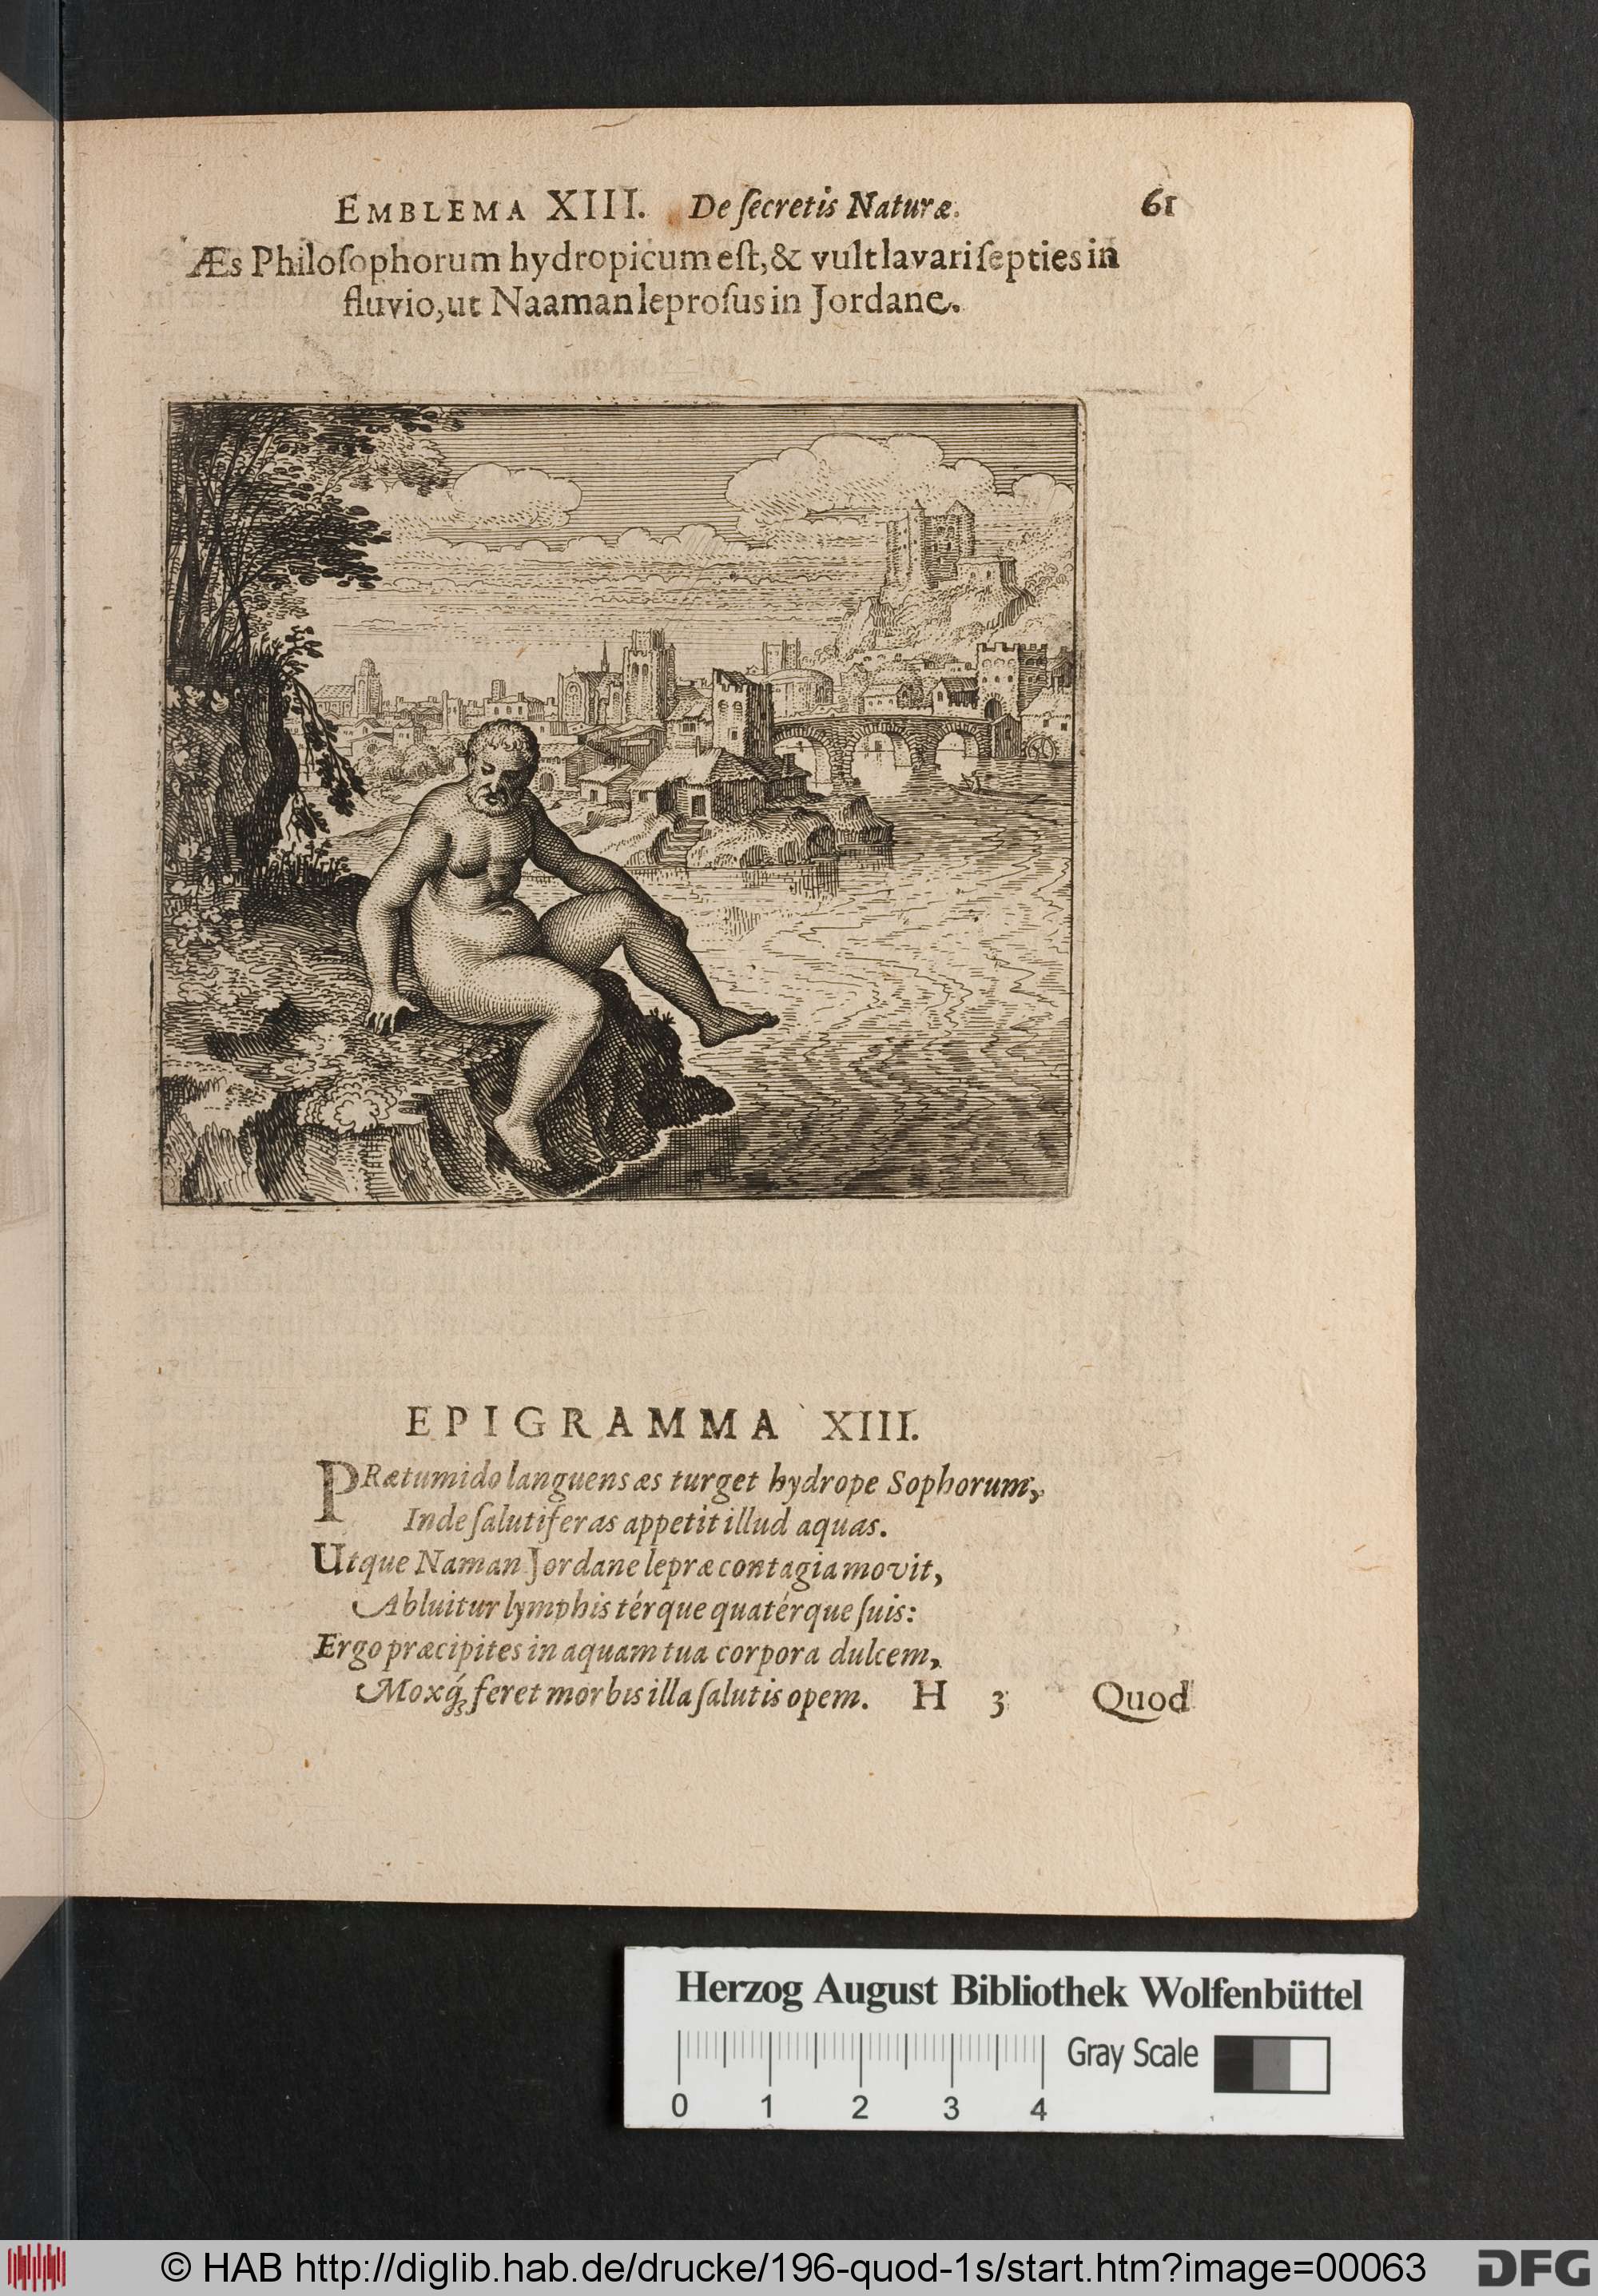 EMBLEMA XIII. De ſecretis Naturæ. 61
Æs Philoſophorum hydropicum eſt, & vult lavari ſepties in
fluvio, ut Naaman leproſus in Jordane.
EPIGRAMMA XIII.
PRætumido languens æs turget hydrope Sophorum,
Inde ſalutiferas appetit illud aquas.
Utque Naman Jordane lepræ contagia movit,
Abluitur lymphis térque quatérque ſuis:
Ergo præcipites in aquam tua corpora dulcem,
Moxq́; feret morbis illa ſalutis opem. H 3 Quod
Herzog August Bibliothek Wolfenbüttel
Gray Scale
0 1 2 3 4
© HAB http://diglib.hab.de/drucke/196-quod-1s/start.htm?image=00063 DFG